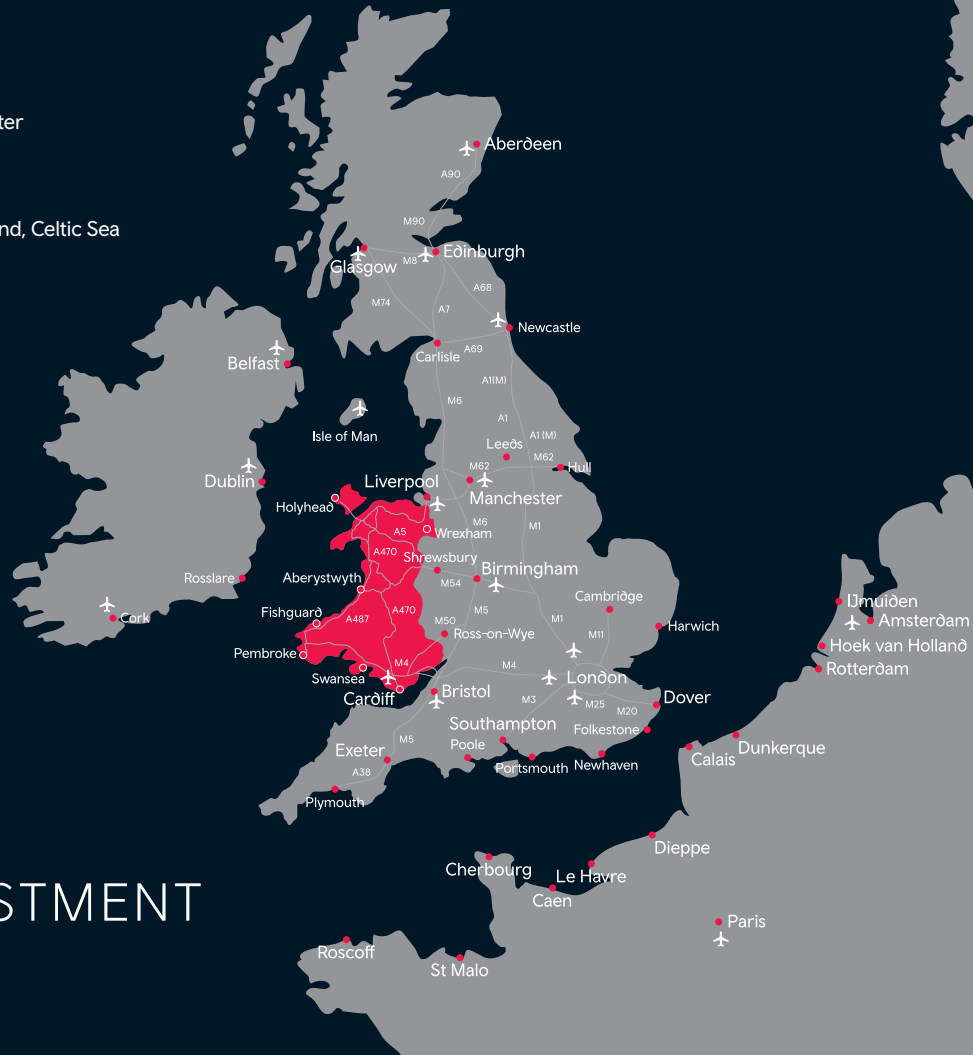 ter
nd, Celtic Sea
Aberdeen
A90
M90
Edinburgh
M8
Glasgow
A68
M74
A7
Newcastle
A69
Carlisle
Belfast
A1(M)
M6
A1
Isle of Man
A1 (M)
Leeds
M62
M62
Hull
Dublin
Liverpool
Manchester
Holyhead
M6
M1
A5
Wrexham
A470
Shrewsbury
Birmingham
Rosslare
Aberystwyth
M54
Cambridge
IJmuiden
Fishguard
A487
A470
M5
M50
M1
Cork
Amsterdam
Harwich
Ross-on-Wye
M11
Hoek van Holland
Pembroke
M4
M4
Rotterdam
Swansea
London
Cardiff
Bristol
M3
M25
M20
Dover
Southampton
Folkestone
M5
Exeter
Poole
Dunkerque
Calais
Portsmouth
Newhaven
A38
Plymouth
Dieppe
Cherbourg
Le Havre
Caen
STMENT
Paris
Roscoff
St Malo